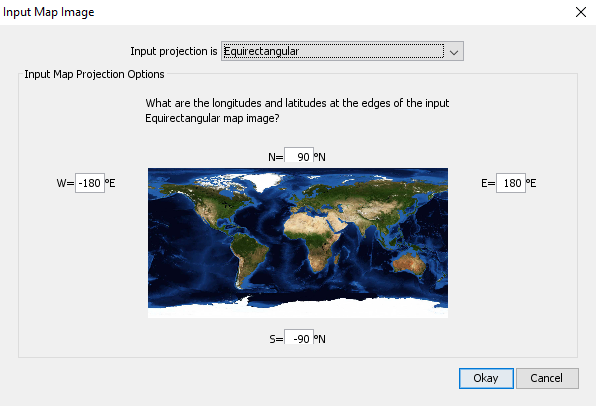 Input Map Image
Input projection is Equirectangular
Input Map Projection Options
What are the longitudes and latitudes at the edges of the input
Equirectangular map image?
N= 90 °N
W= -180 °E
E= 180 °E
S= -90 °N
Okay Cancel